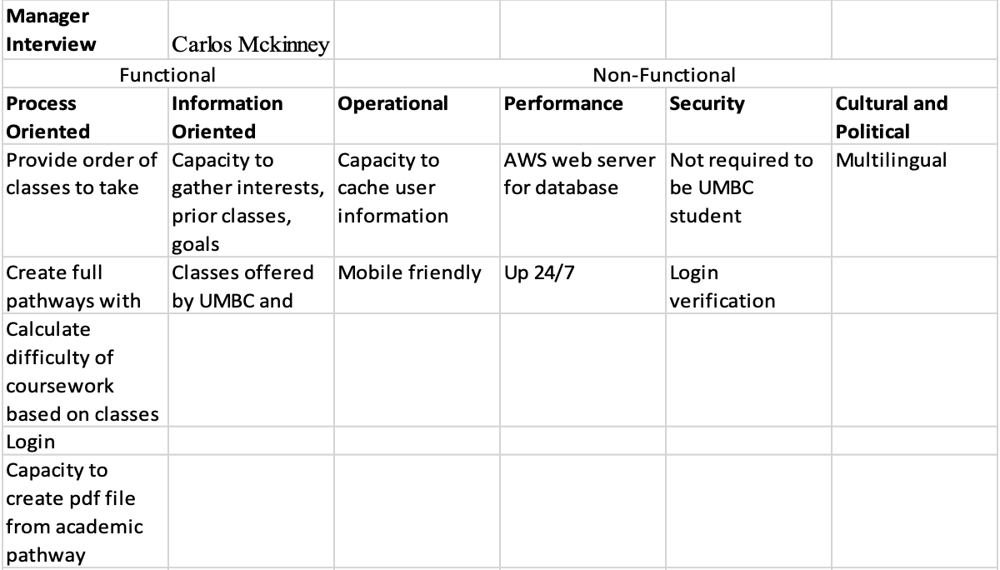 Manager
Interview
Carlos Mckinney
Functional
Non-Functional
Process
Oriented
Information
Oriented
Operational
Performance
Security
Cultural and
Political
Provide order of
classes to take
Capacity to
gather interests,
prior classes,
goals
Capacity to
cache user
information
AWS web server
for database
Not required to
be UMBC
student
Multilingual
Create full
pathways with
Classes offered
by UMBC and
Mobile friendly
Up 24/7
Login
verification
Calculate
difficulty of
coursework
based on classes
Login
Capacity to
create pdf file
from academic
pathway